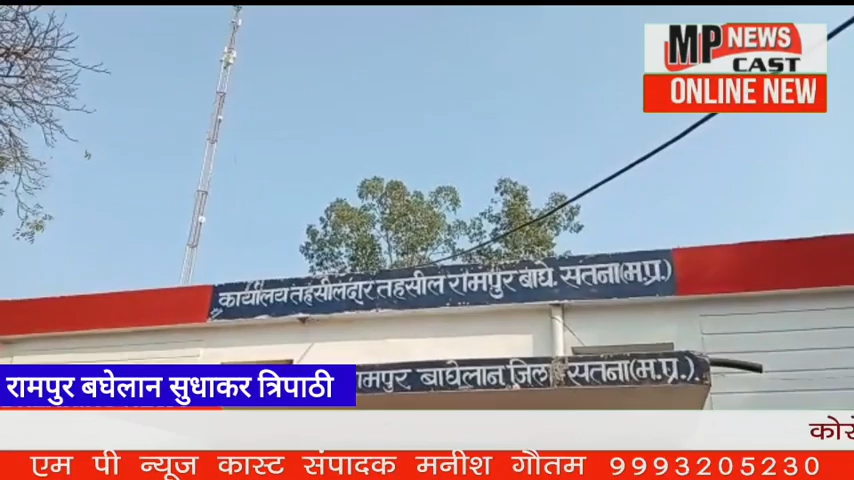 MP NEWS
CAST
ONLINE NEW
कार्यालय तहसीलदार तहसील रामपुर बाघे. सतना(म.प्र.)
रामपुर बघेलान सुधाकर त्रिपाठी
ामपुर बाघेलान जिला सतना(म.प्र.)
एम पी न्यूज कास्ट संपादक मनीश गौतम 9993205230